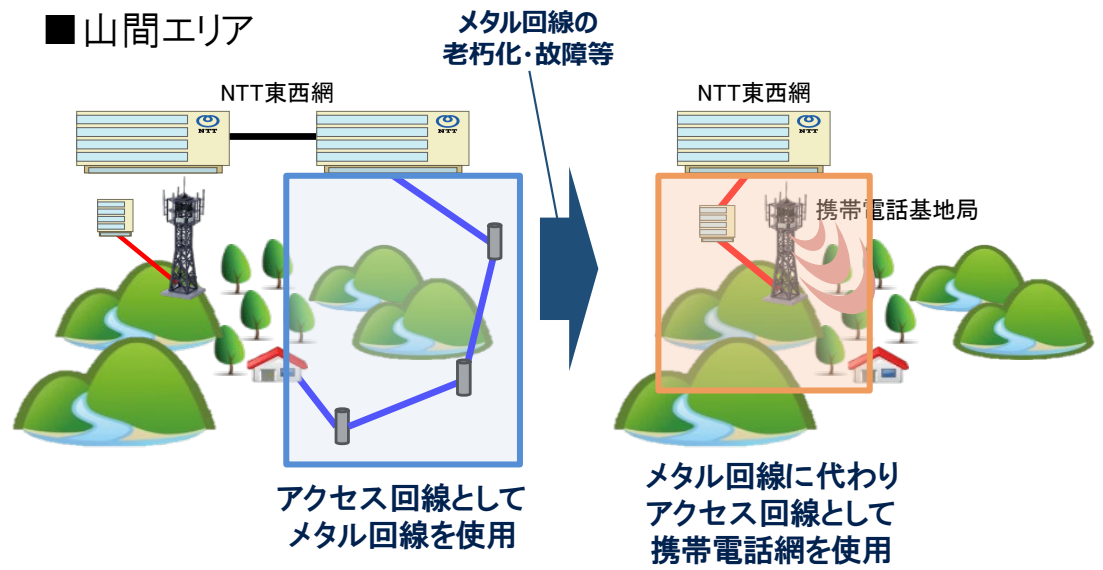 ■山間エリア
メタル回線の
老朽化・故障等
NTT東西網
NTT
NTT
アクセス回線として
メタル回線を使用
NTT東西網
NTT
携帯電話基地局
メタル回線に代わり
アクセス回線として
携帯電話網を使用